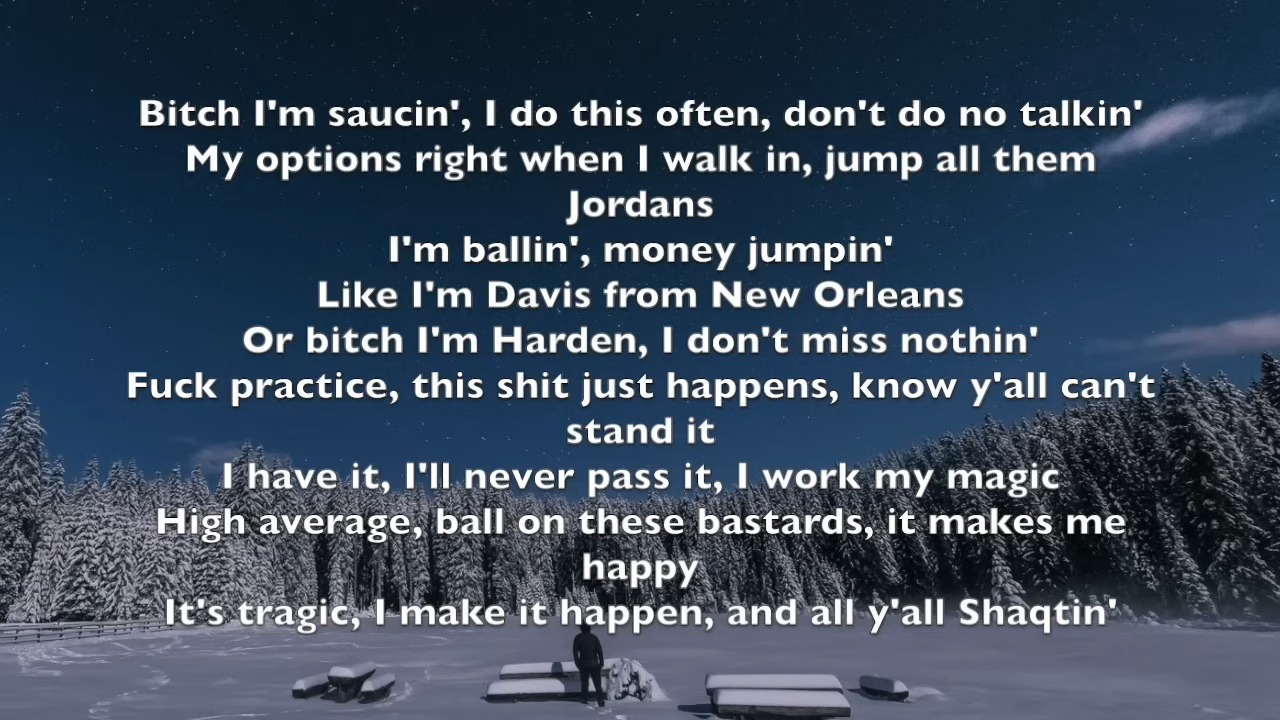 Bitch I'm saucin', I do this often, don't do no talkin'
My options right when I walk in, jump all them
Jordans
I'm ballin', money jumpin'
Like I'm Davis from New Orleans
Or bitch I'm Harden, I don't miss nothin'
Fuck practice, this shit just happens, know y'all can't
stand it
I have it, I'll never pass it, I work my magic
High average, ball on these bastards, it makes me
happy
It's tragic, I make it happen, and all y'all Shaqtin'